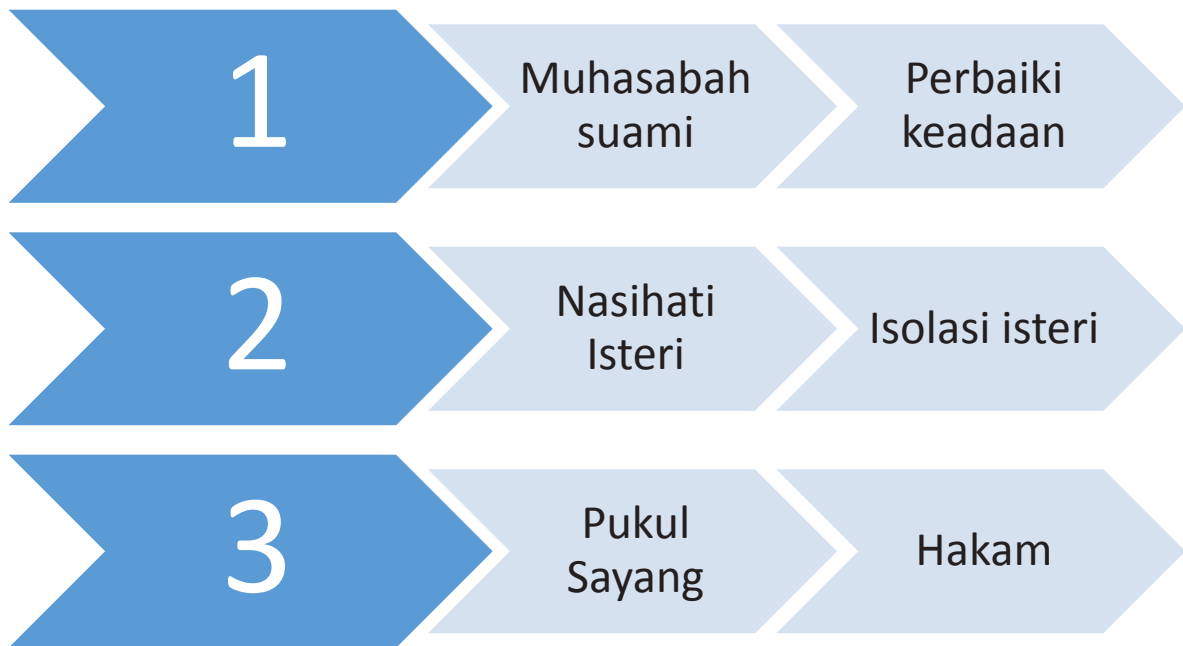 1
Muhasabah
suami
Perbaiki
keadaan
2
Nasihati
Isteri
Isolasi isteri
3
Pukul
Sayang
Hakam